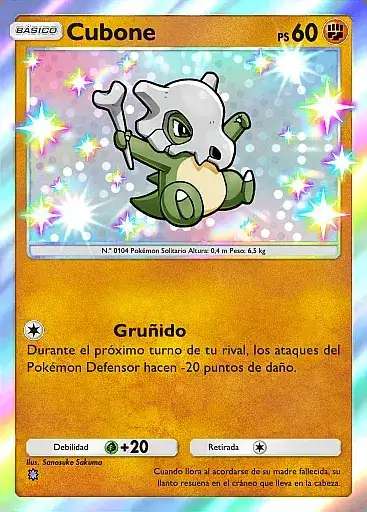 BÁSICO Cubone PS 60
N.º 0104 Pokémon Solitario Altura: 0,4 m Peso: 6,5 kg
Gruñido
Durante el próximo turno de tu rival, los ataques del
Pokémon Defensor hacen -20 puntos de daño.
Debilidad +20 Retirada
Ilus. Sanosuke Sakuma
Cuando llora al acordarse de su madre fallecida, su
llanto resuena en el cráneo que lleva en la cabeza.